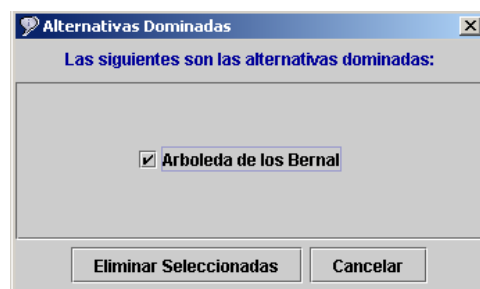 Alternativas Dominadas
Las siguientes son las alternativas dominadas:
Arboleda de los Bernal
Eliminar Seleccionadas
Cancelar